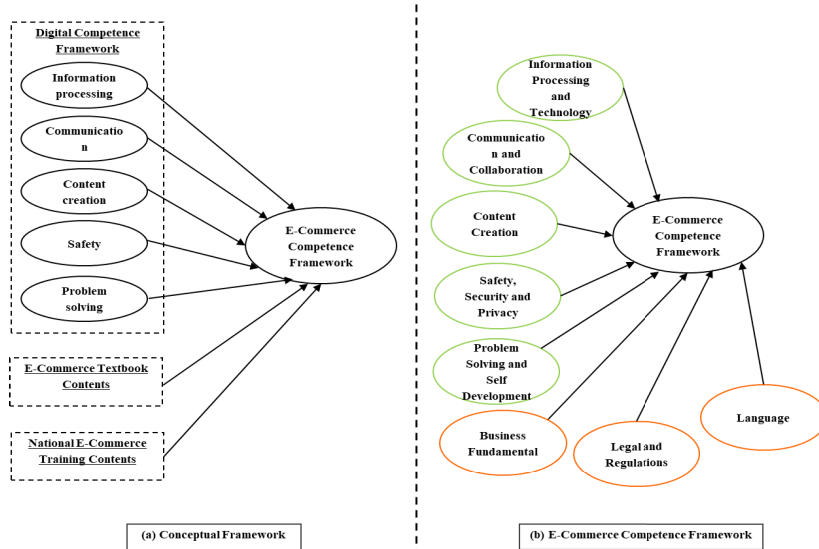 Digital Competence
Framework
Information
processing
Communicatio
n
Content
creation
Safety
Problem
solving
E-Commerce
Competence
Framework
E-Commerce Textbook
Contents
National E-Commerce
Training Contents
(a) Conceptual Framework
Information
Processing
and
Technology
Communicatio
n and
Collaboration
Content
Creation
Safety,
Security and
Privacy
Problem
Solving and
Self
Development
Business
Fundamental
Legal and
Regulations
Language
E-Commerce
Competence
Framework
(b) E-Commerce Competence Framework